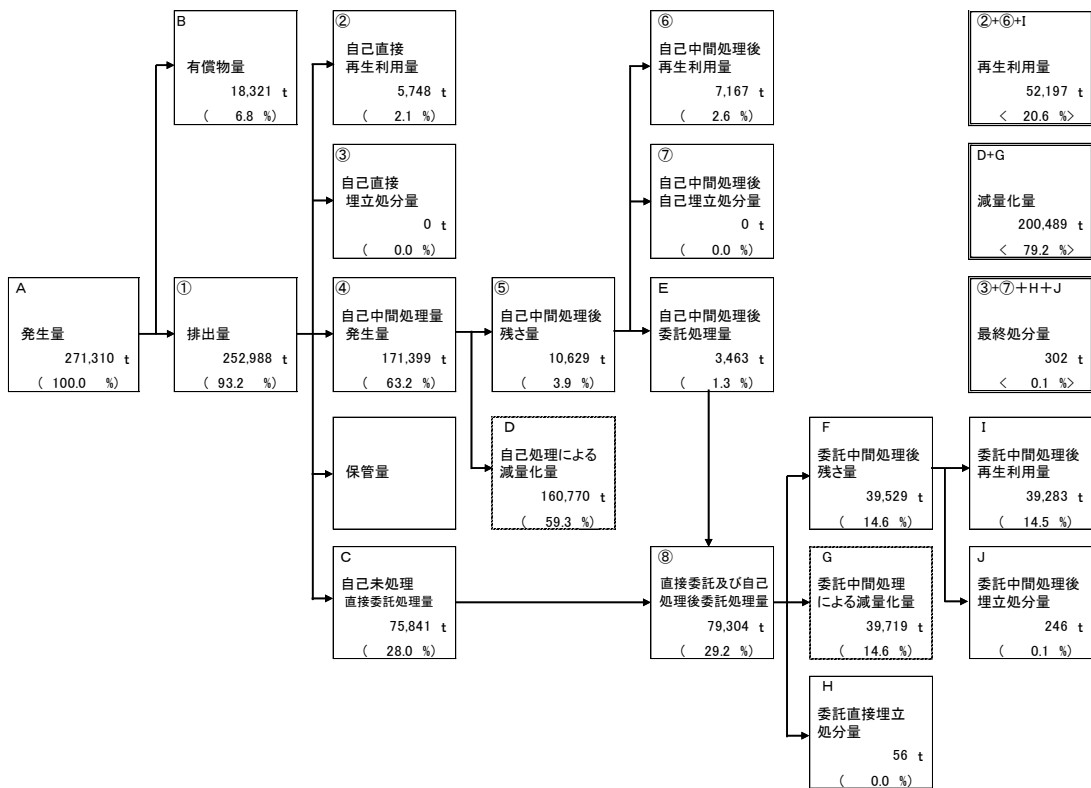 B
有償物量
18,321 t
( 6.8 %)
②
自己直接
再生利用量
5,748 t
( 2.1 %)
⑥
自己中間処理後
再生利用量
7,167 t
( 2.6 %)
②+⑥+I
再生利用量
52,197 t
< 20.6 %>
③
自己直接
埋立処分量
0 t
( 0.0 %)
⑦
自己中間処理後
自己埋立処分量
0 t
( 0.0 %)
D+G
減量化量
200,489 t
< 79.2 %>
A
発生量
271,310 t
( 100.0 %)
①
排出量
252,988 t
( 93.2 %)
④
自己中間処理量
発生量
171,399 t
( 63.2 %)
⑤
自己中間処理後
残さ量
10,629 t
( 3.9 %)
E
自己中間処理後
委託処理量
3,463 t
( 1.3 %)
③+⑦+H+J
最終処分量
302 t
< 0.1 %>
保管量
D
自己処理による
減量化量
160,770 t
( 59.3 %)
F
委託中間処理後
残さ量
39,529 t
( 14.6 %)
I
委託中間処理後
再生利用量
39,283 t
( 14.5 %)
C
自己未処理
直接委託処理量
75,841 t
( 28.0 %)
⑧
直接委託及び自己
処理後委託処理量
79,304 t
( 29.2 %)
G
委託中間処理
による減量化量
39,719 t
( 14.6 %)
J
委託中間処理後
埋立処分量
246 t
( 0.1 %)
H
委託直接埋立
処分量
56 t
( 0.0 %)